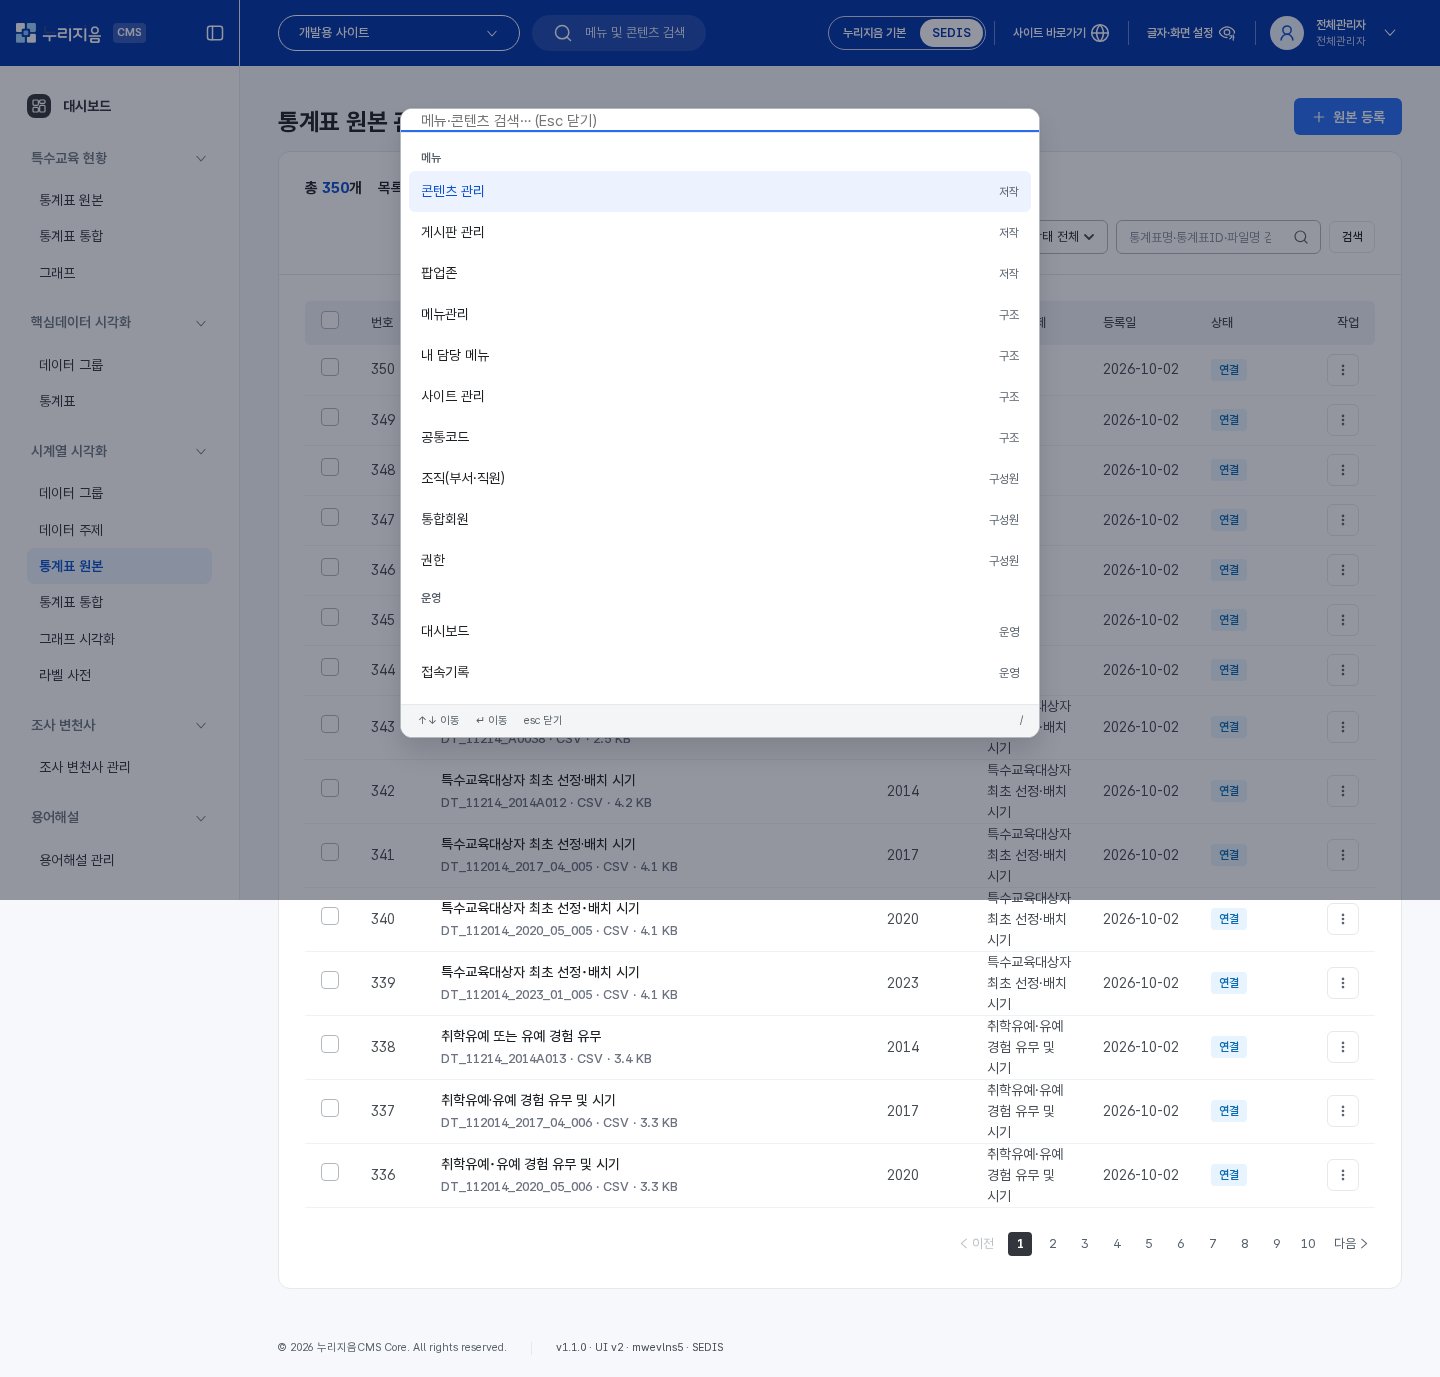 누리지음 CMS
개발용 사이트
메뉴 및 콘텐츠 검색
누리지음 기본 SEDIS
사이트 바로가기
글자·화면 설정
전체관리자
전체관리자
대시보드
특수교육 현황
통계표 원본
통계표 통합
그래프
핵심데이터 시각화
데이터 그룹
통계표
시계열 시각화
데이터 그룹
데이터 주제
통계표 원본
통계표 통합
그래프 시각화
라벨 사전
조사 변천사
조사 변천사 관리
용어해설
용어해설 관리
통계표 원본
원본 등록
총 350개 목록
태 전체
통계표명·통계표ID·파일명
검색
메뉴·콘텐츠 검색… (Esc 닫기)
메뉴
콘텐츠 관리 저작
게시판 관리 저작
팝업존 저작
메뉴관리 구조
내 담당 메뉴 구조
사이트 관리 구조
공통코드 구조
조직(부서·직원) 구성원
통합회원 구성원
권한 구성원
운영
대시보드 운영
접속기록 운영
↑↓ 이동 ↵ 이동 esc 닫기 /
번호 등록일 상태 작업
350 2026-10-02 연결
349 2026-10-02 연결
348 2026-10-02 연결
347 2026-10-02 연결
346 2026-10-02 연결
345 2026-10-02 연결
344 2026-10-02 연결
343 2026-10-02 연결
DT_11214_A0038 · CSV · 2.5 KB
시기
342 특수교육대상자 최초 선정·배치 시기 2014 특수교육대상자 2026-10-02 연결
DT_11214_2014A012 · CSV · 4.2 KB
최초 선정·배치
시기
341 특수교육대상자 최초 선정·배치 시기 2017 특수교육대상자 2026-10-02 연결
DT_112014_2017_04_005 · CSV · 4.1 KB
최초 선정·배치
시기
340 특수교육대상자 최초 선정·배치 시기 2020 특수교육대상자 2026-10-02 연결
DT_112014_2020_05_005 · CSV · 4.1 KB
최초 선정·배치
시기
339 특수교육대상자 최초 선정·배치 시기 2023 특수교육대상자 2026-10-02 연결
DT_112014_2023_01_005 · CSV · 4.1 KB
최초 선정·배치
시기
338 취학유예 또는 유예 경험 유무 2014 취학유예·유예 2026-10-02 연결
DT_11214_2014A013 · CSV · 3.4 KB
경험 유무 및
시기
337 취학유예·유예 경험 유무 및 시기 2017 취학유예·유예 2026-10-02 연결
DT_112014_2017_04_006 · CSV · 3.3 KB
경험 유무 및
시기
336 취학유예·유예 경험 유무 및 시기 2020 취학유예·유예 2026-10-02 연결
DT_112014_2020_05_006 · CSV · 3.3 KB
경험 유무 및
시기
이전 1 2 3 4 5 6 7 8 9 10 다음
© 2026 누리지음CMS Core. All rights reserved.
v1.1.0 · UI v2 · mwevlns5 · SEDIS